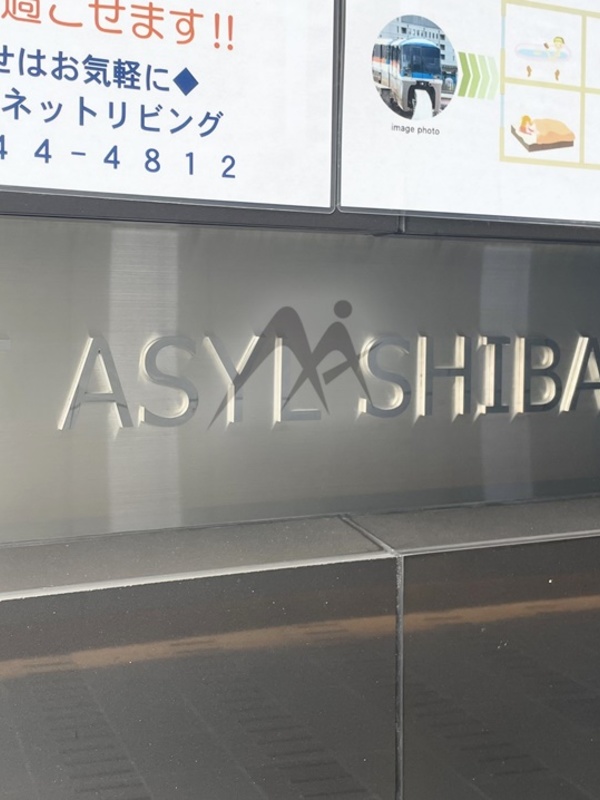 過ごせます!!
せはお気軽に◆
ネットリビング
44-4812
image photo
ASYL SHIBA